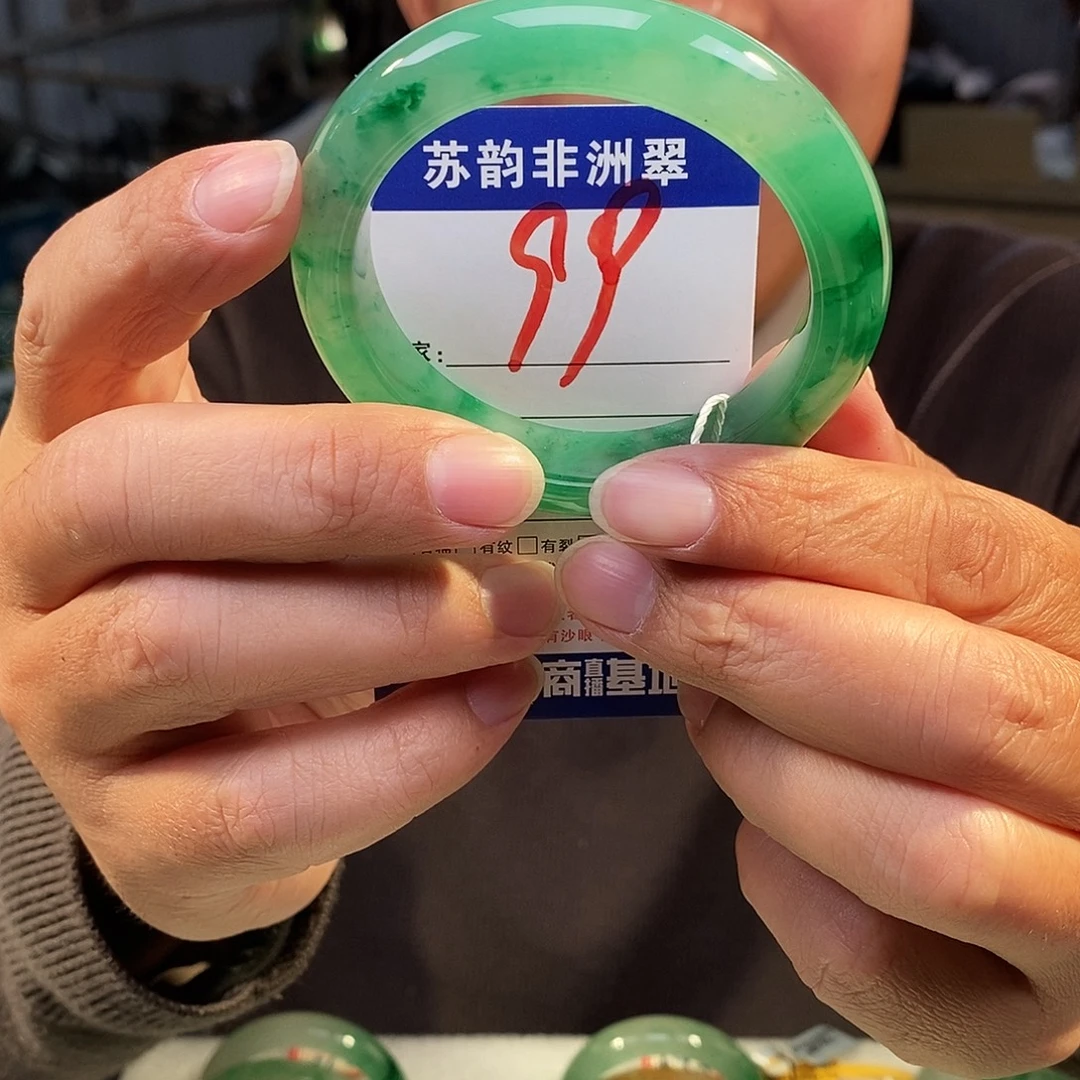 苏韵非洲翠
99
家：
有纹□有裂
有沙眼
商直播基地